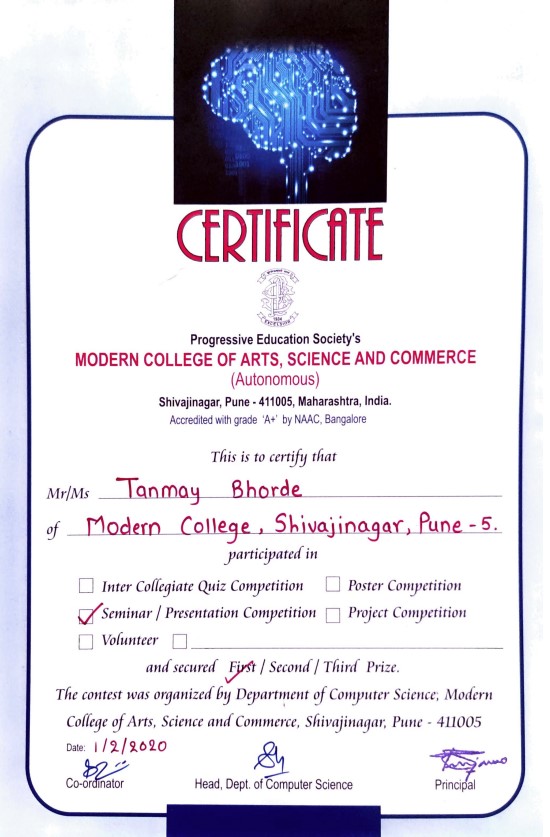 CERTIFICATE
1934
EXCELSIOR
Progressive Education Society's
MODERN COLLEGE OF ARTS, SCIENCE AND COMMERCE
(Autonomous)
Shivajinagar, Pune - 411005, Maharashtra, India.
Accredited with grade 'A+' by NAAC, Bangalore
This is to certify that
Mr/Ms Tanmay Bhorde
of Modern College, Shivajinagar, Pune - 5.
participated in
Inter Collegiate Quiz Competition Poster Competition
Seminar / Presentation Competition Project Competition
Volunteer
and secured First / Second / Third Prize.
The contest was organized by Department of Computer Science, Modern
College of Arts, Science and Commerce, Shivajinagar, Pune - 411005
Date: 1/2/2020
Co-ordinator Head, Dept. of Computer Science Principal